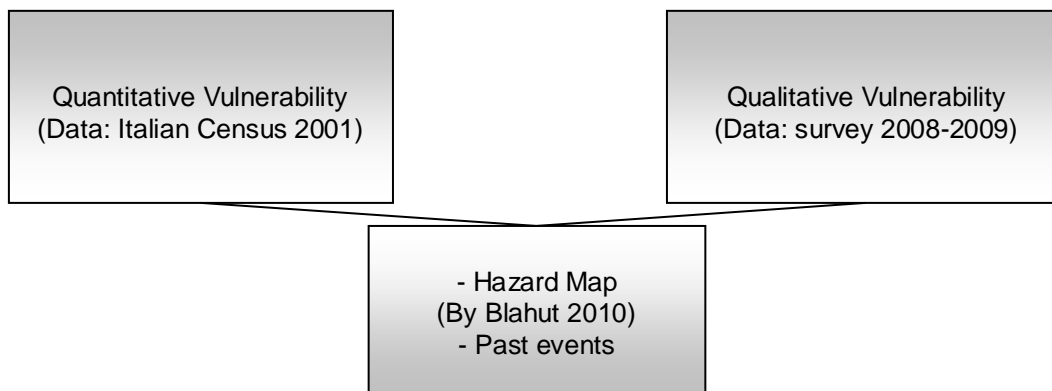 Quantitative Vulnerability
(Data: Italian Census 2001)
Qualitative Vulnerability
(Data: survey 2008-2009)
- Hazard Map
(By Blahut 2010)
- Past events